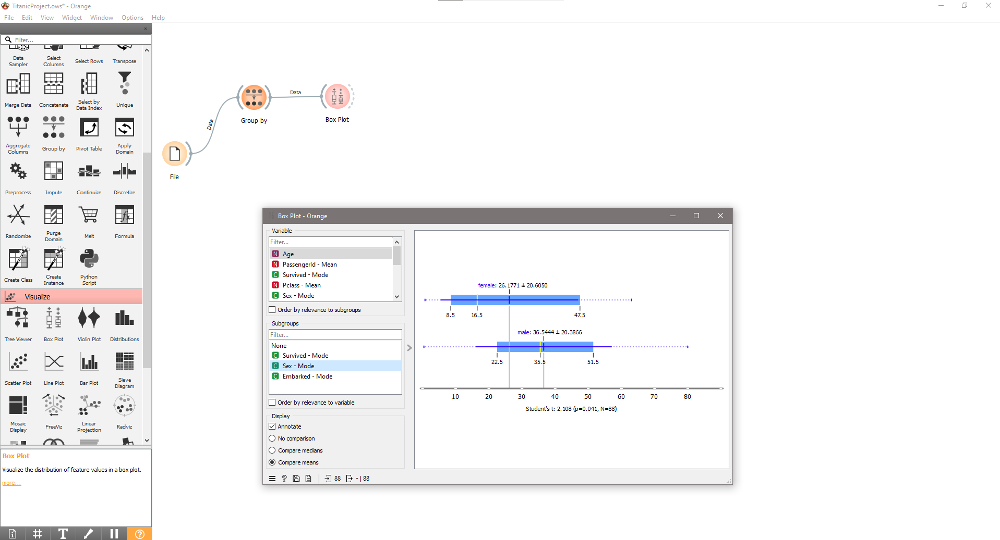 TitanicProject.ows* - Orange
File Edit View Widget Window Options Help
Filter...
Data Sampler
Select Columns
Select Rows
Transpose
Merge Data
Concatenate
Select by Data Index
Unique
Aggregate Columns
Group by
Pivot Table
Apply Domain
Preprocess
Impute
Continuize
Discretize
Randomize
Purge Domain
Melt
Formula
Create Class
Create Instance
Python Script
Visualize
Tree Viewer
Box Plot
Violin Plot
Distributions
Scatter Plot
Line Plot
Bar Plot
Sieve Diagram
Mosaic Display
FreeViz
Linear Projection
Radviz
Box Plot
Visualize the distribution of feature values in a box plot.
more...
File
Data
Group by
Data
Box Plot
Box Plot - Orange
Variable
Filter...
N Age
N PassengerId - Mean
C Survived - Mode
N Pclass - Mean
C Sex - Mode
Order by relevance to subgroups
Subgroups
Filter...
None
C Survived - Mode
C Sex - Mode
C Embarked - Mode
Order by relevance to variable
Display
Annotate
No comparison
Compare medians
Compare means
88 - | 88
female: 26.1771 ± 20.6050
8.5 16.5 47.5
male: 36.5444 ± 20.3866
22.5 35.5 51.5
10 20 30 40 50 60 70 80
Student's t: 2.108 (p=0.041, N=88)